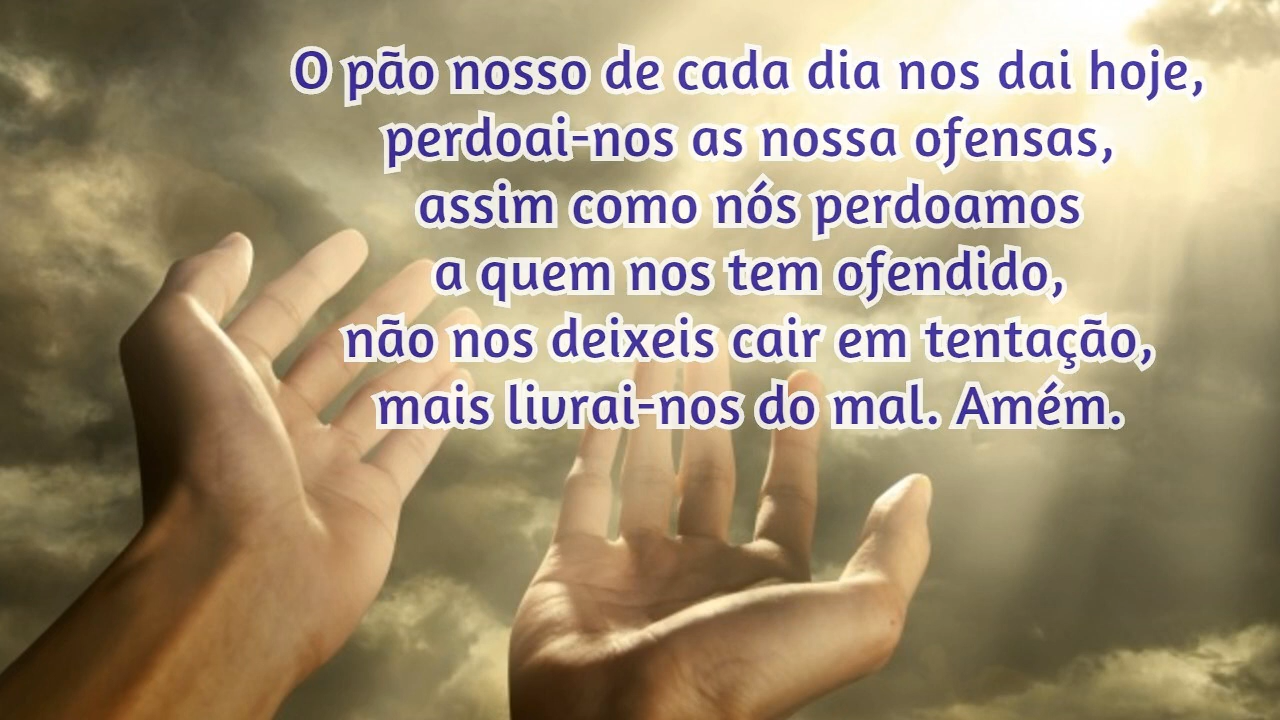 O pão nosso de cada dia nos dai hoje,
perdoai-nos as nossa ofensas,
assim como nós perdoamos
a quem nos tem ofendido,
não nos deixeis cair em tentação,
mais livrai-nos do mal. Amém.